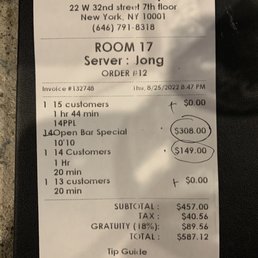 22 W 32nd street 7th floor
New York, NY 10001
(646) 791-8318
ROOM 17
Server : Jong
ORDER #12
Invoice #132748 Thu, 8/25/2022 8:47 PM
1 15 customers + $0.00
1 hr 44 min
14PPL
14 Open Bar Special $308.00
10'10
1 14 Customers $149.00
1 Hr
20 min
1 13 customers + $0.00
20 min
SUBTOTAL : $457.00
TAX : $40.56
GRATUITY (18%): $89.56
TOTAL : $587.12
Tip Guide